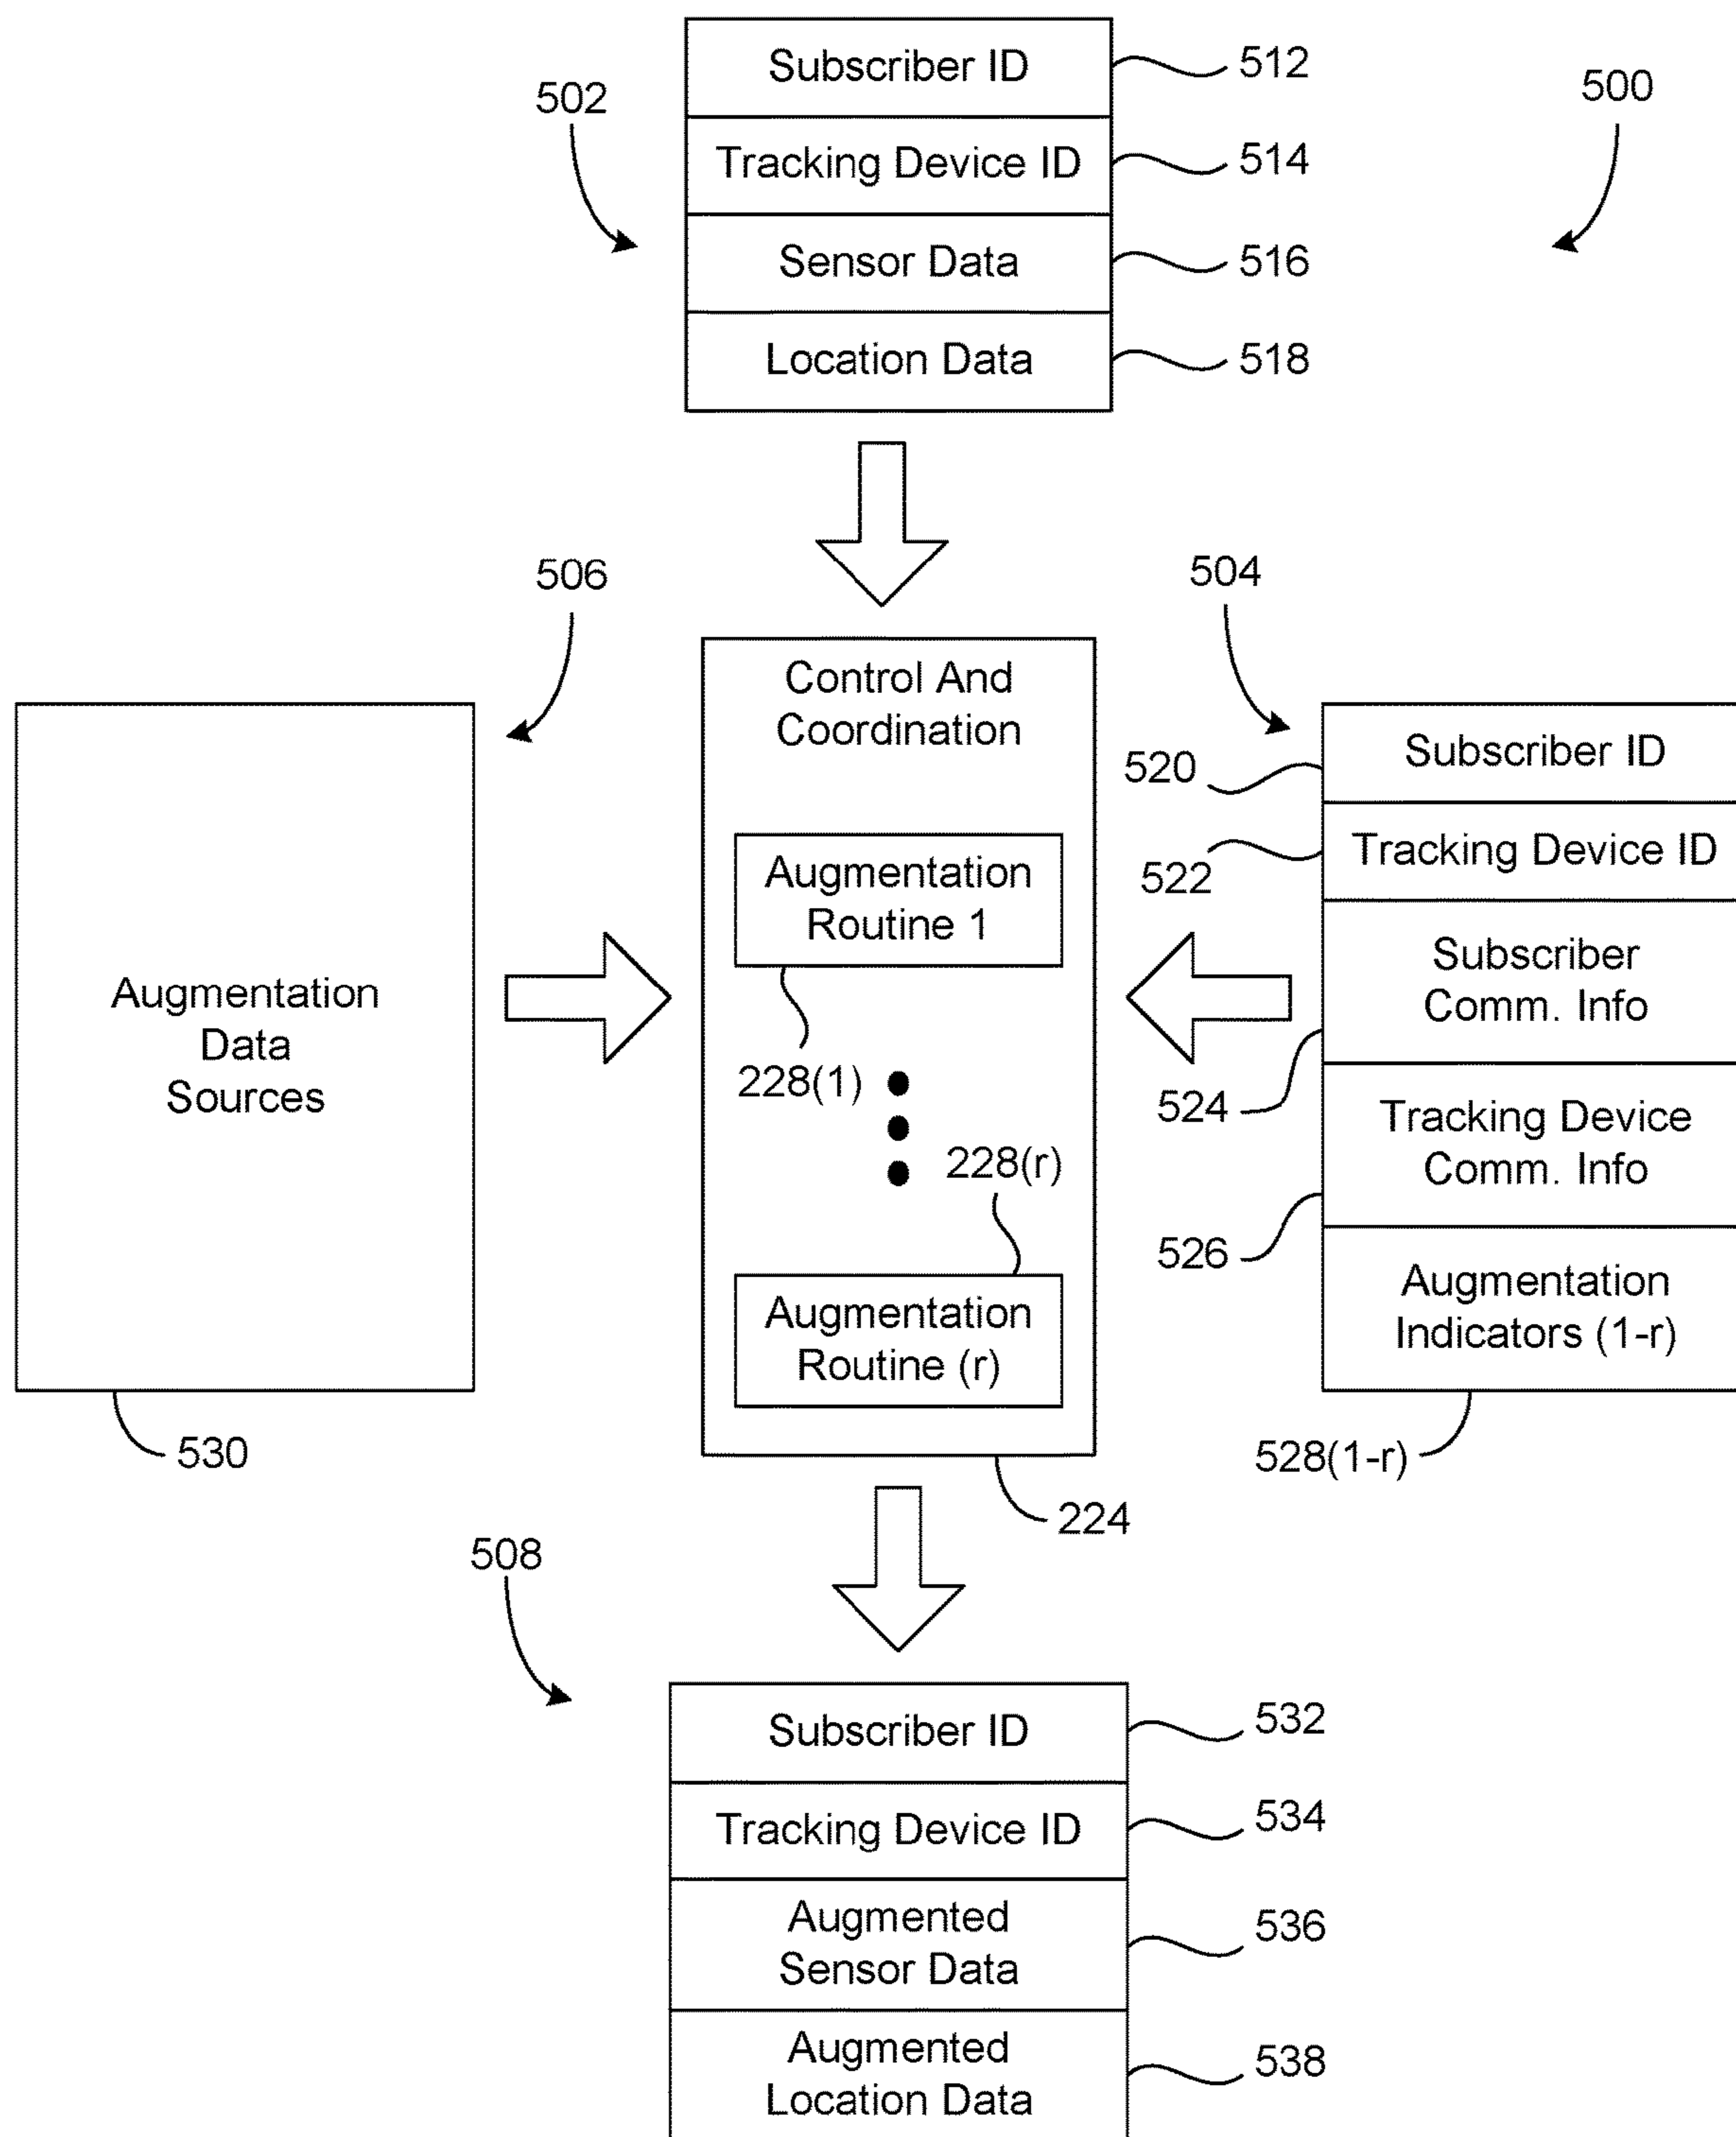 Subscriber ID
512
502
500
Tracking Device ID
514
Sensor Data
516
Location Data
518
506
504
Control And
Coordination
Subscriber ID
520
Augmentation
Routine 1
Tracking Device ID
522
Augmentation
Data
Sources
Subscriber
Comm. Info
228(1)
524
Tracking Device
Comm. Info
228(r)
526
Augmentation
Routine (r)
Augmentation
Indicators (1-r)
530
528(1-r)
224
508
Subscriber ID
532
Tracking Device ID
534
Augmented
Sensor Data
536
Augmented
Location Data
538